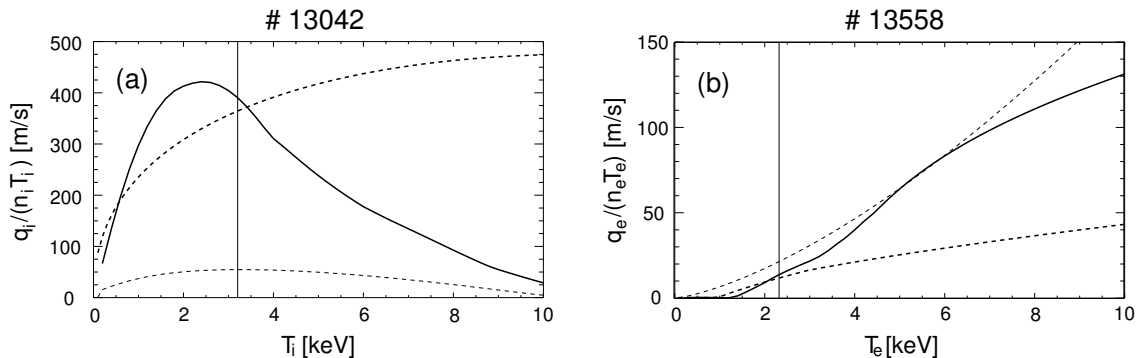 # 13042
# 13558
500
400
300
200
100
0
q_i/(n_i T_i) [m/s]
(a)
0 2 4 6 8 10
T_i [keV]
150
100
50
0
q_e/(n_e T_e) [m/s]
(b)
0 2 4 6 8 10
T_e [keV]